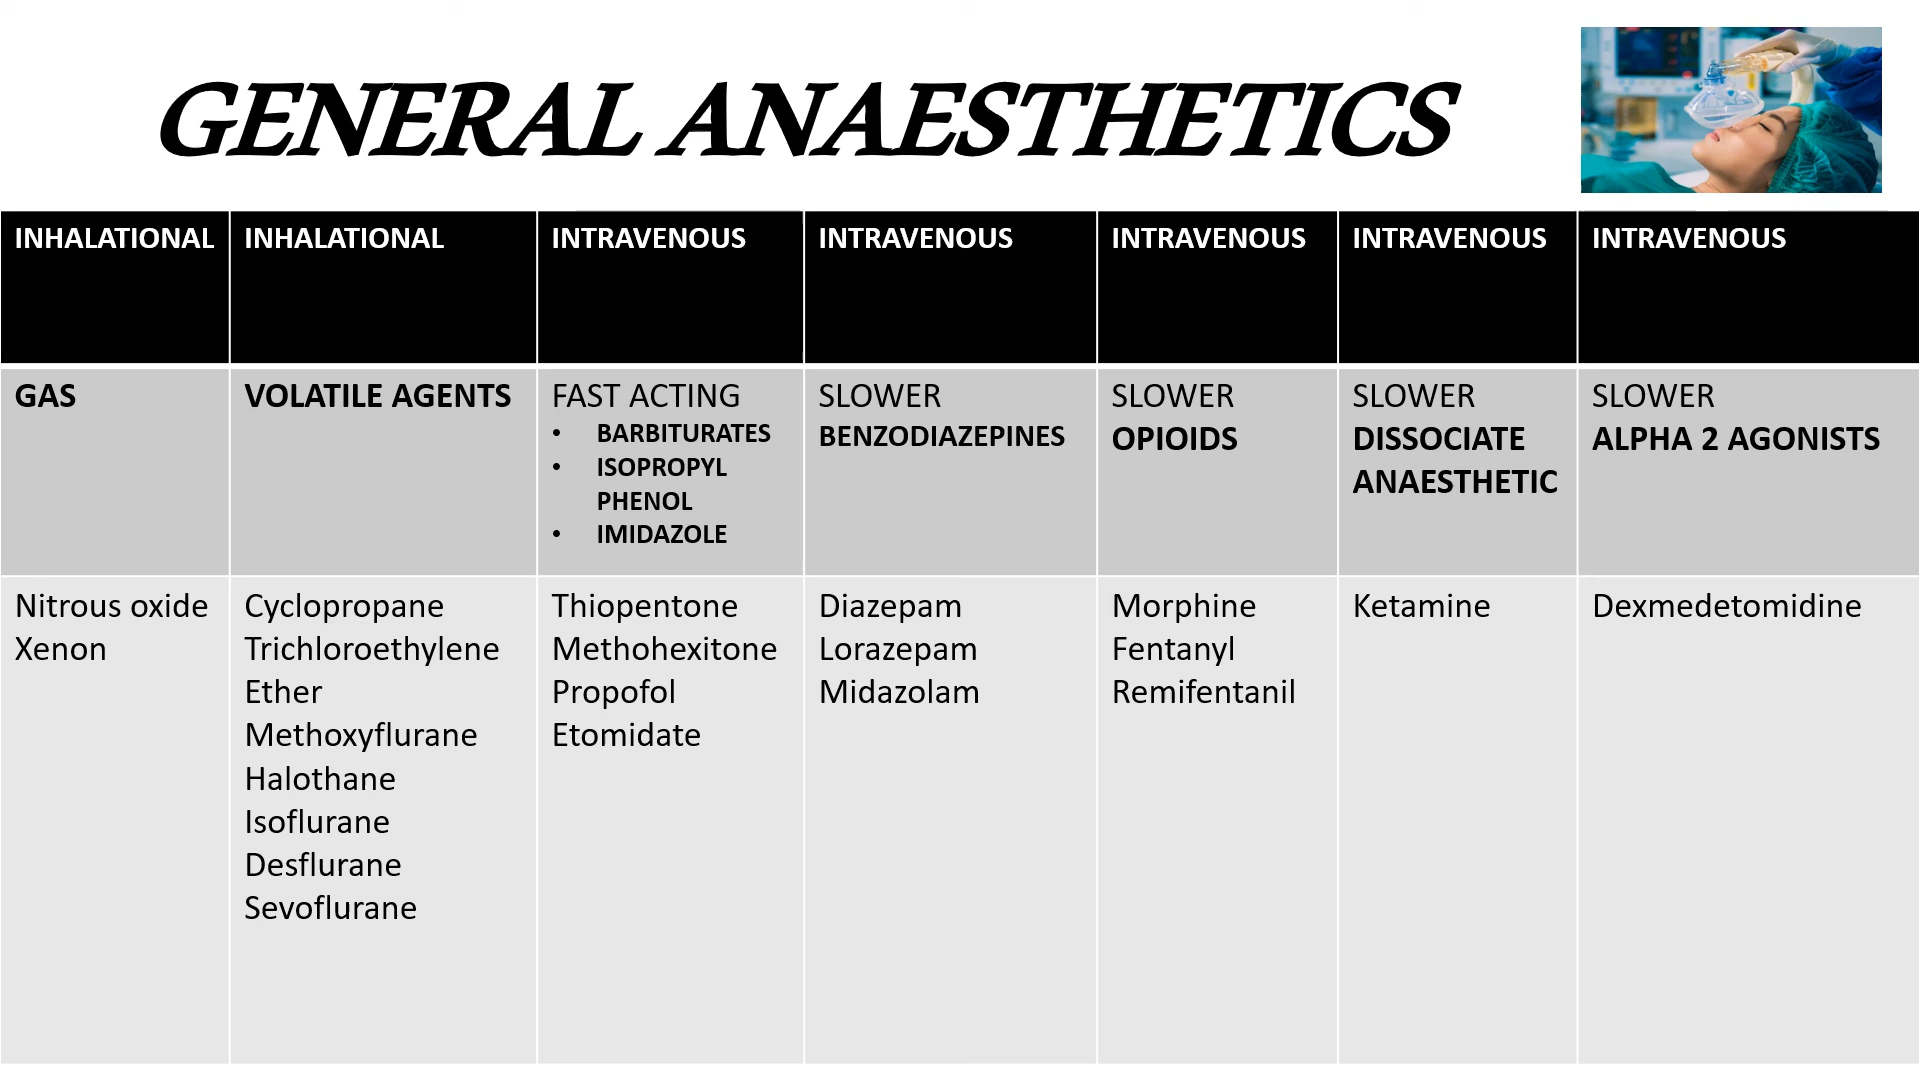 GENERAL ANAESTHETICS
INHALATIONAL
INHALATIONAL
INTRAVENOUS
INTRAVENOUS
INTRAVENOUS
INTRAVENOUS
INTRAVENOUS
GAS
VOLATILE AGENTS
FAST ACTING
• BARBITURATES
• ISOPROPYL
PHENOL
• IMIDAZOLE
SLOWER
BENZODIAZEPINES
SLOWER
OPIOIDS
SLOWER
DISSOCIATE
ANAESTHETIC
SLOWER
ALPHA 2 AGONISTS
Nitrous oxide
Xenon
Cyclopropane
Trichloroethylene
Ether
Methoxyflurane
Halothane
Isoflurane
Desflurane
Sevoflurane
Thiopentone
Methohexitone
Propofol
Etomidate
Diazepam
Lorazepam
Midazolam
Morphine
Fentanyl
Remifentanil
Ketamine
Dexmedetomidine